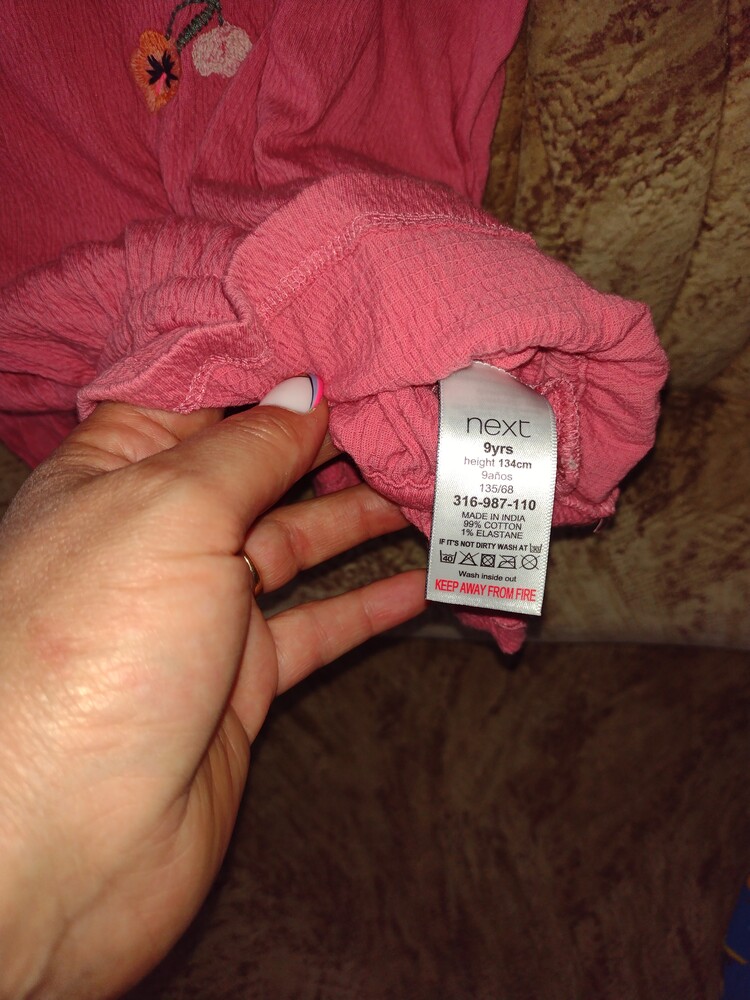 next
9yrs
height 134cm
9años
135/68
316-987-110
MADE IN INDIA
99% COTTON
1% ELASTANE
IF IT'S NOT DIRTY WASH AT 30
40
Wash inside out
KEEP AWAY FROM FIRE